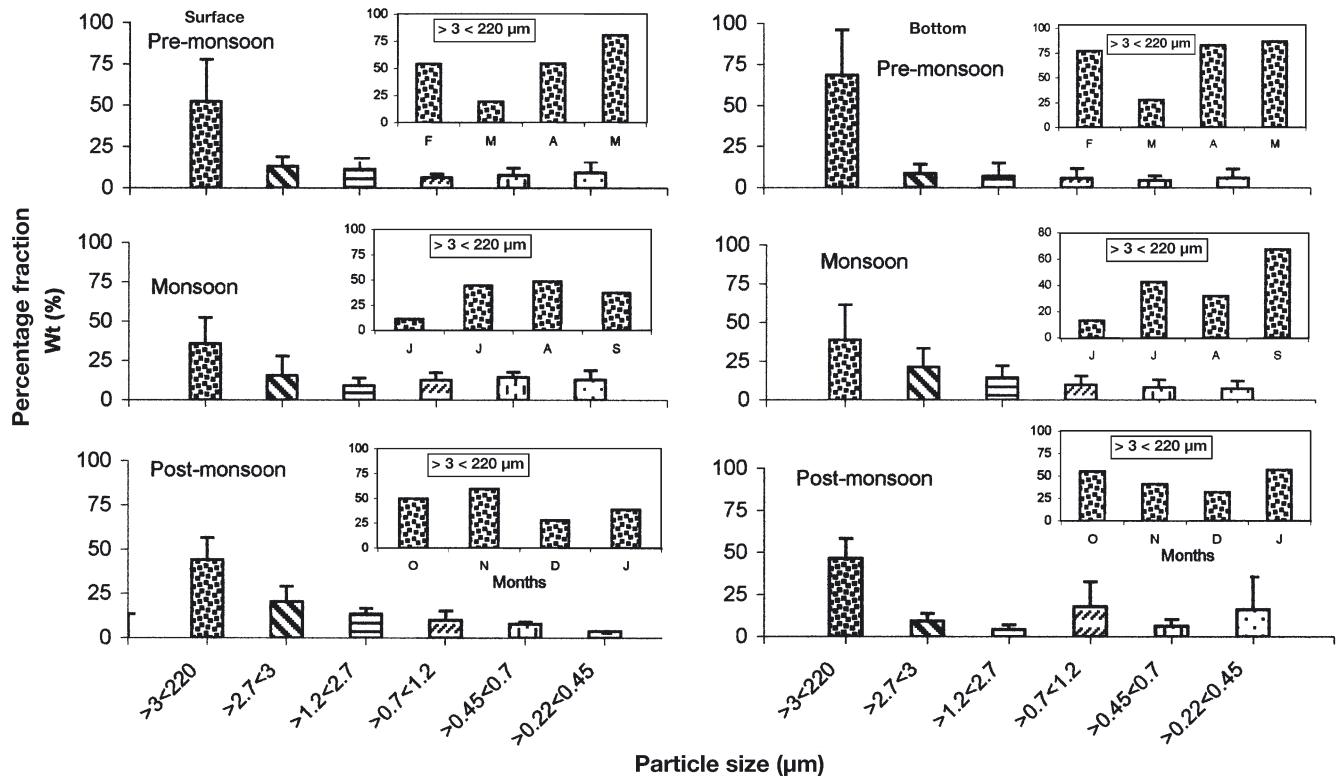 Percentage fraction
Wt (%)
Surface
Pre-monsoon
100
75
50
25
0
> 3 < 220 µm
100
75
50
25
0
F M A M
Bottom
Pre-monsoon
100
75
50
25
0
> 3 < 220 µm
100
75
50
25
0
F M A M
Monsoon
100
75
50
25
0
> 3 < 220 µm
100
75
50
25
0
J J A S
Monsoon
100
75
50
25
0
> 3 < 220 µm
80
60
40
20
0
J J A S
Post-monsoon
100
75
50
25
0
> 3 < 220 µm
100
75
50
25
0
O N D J
Months
>3<220 >2.7<3 >1.2<2.7 >0.7<1.2 >0.45<0.7 >0.22<0.45
Post-monsoon
100
75
50
25
0
> 3 < 220 µm
100
75
50
25
0
O N D J
Months
>3<220 >2.7<3 >1.2<2.7 >0.7<1.2 >0.45<0.7 >0.22<0.45
Particle size (µm)